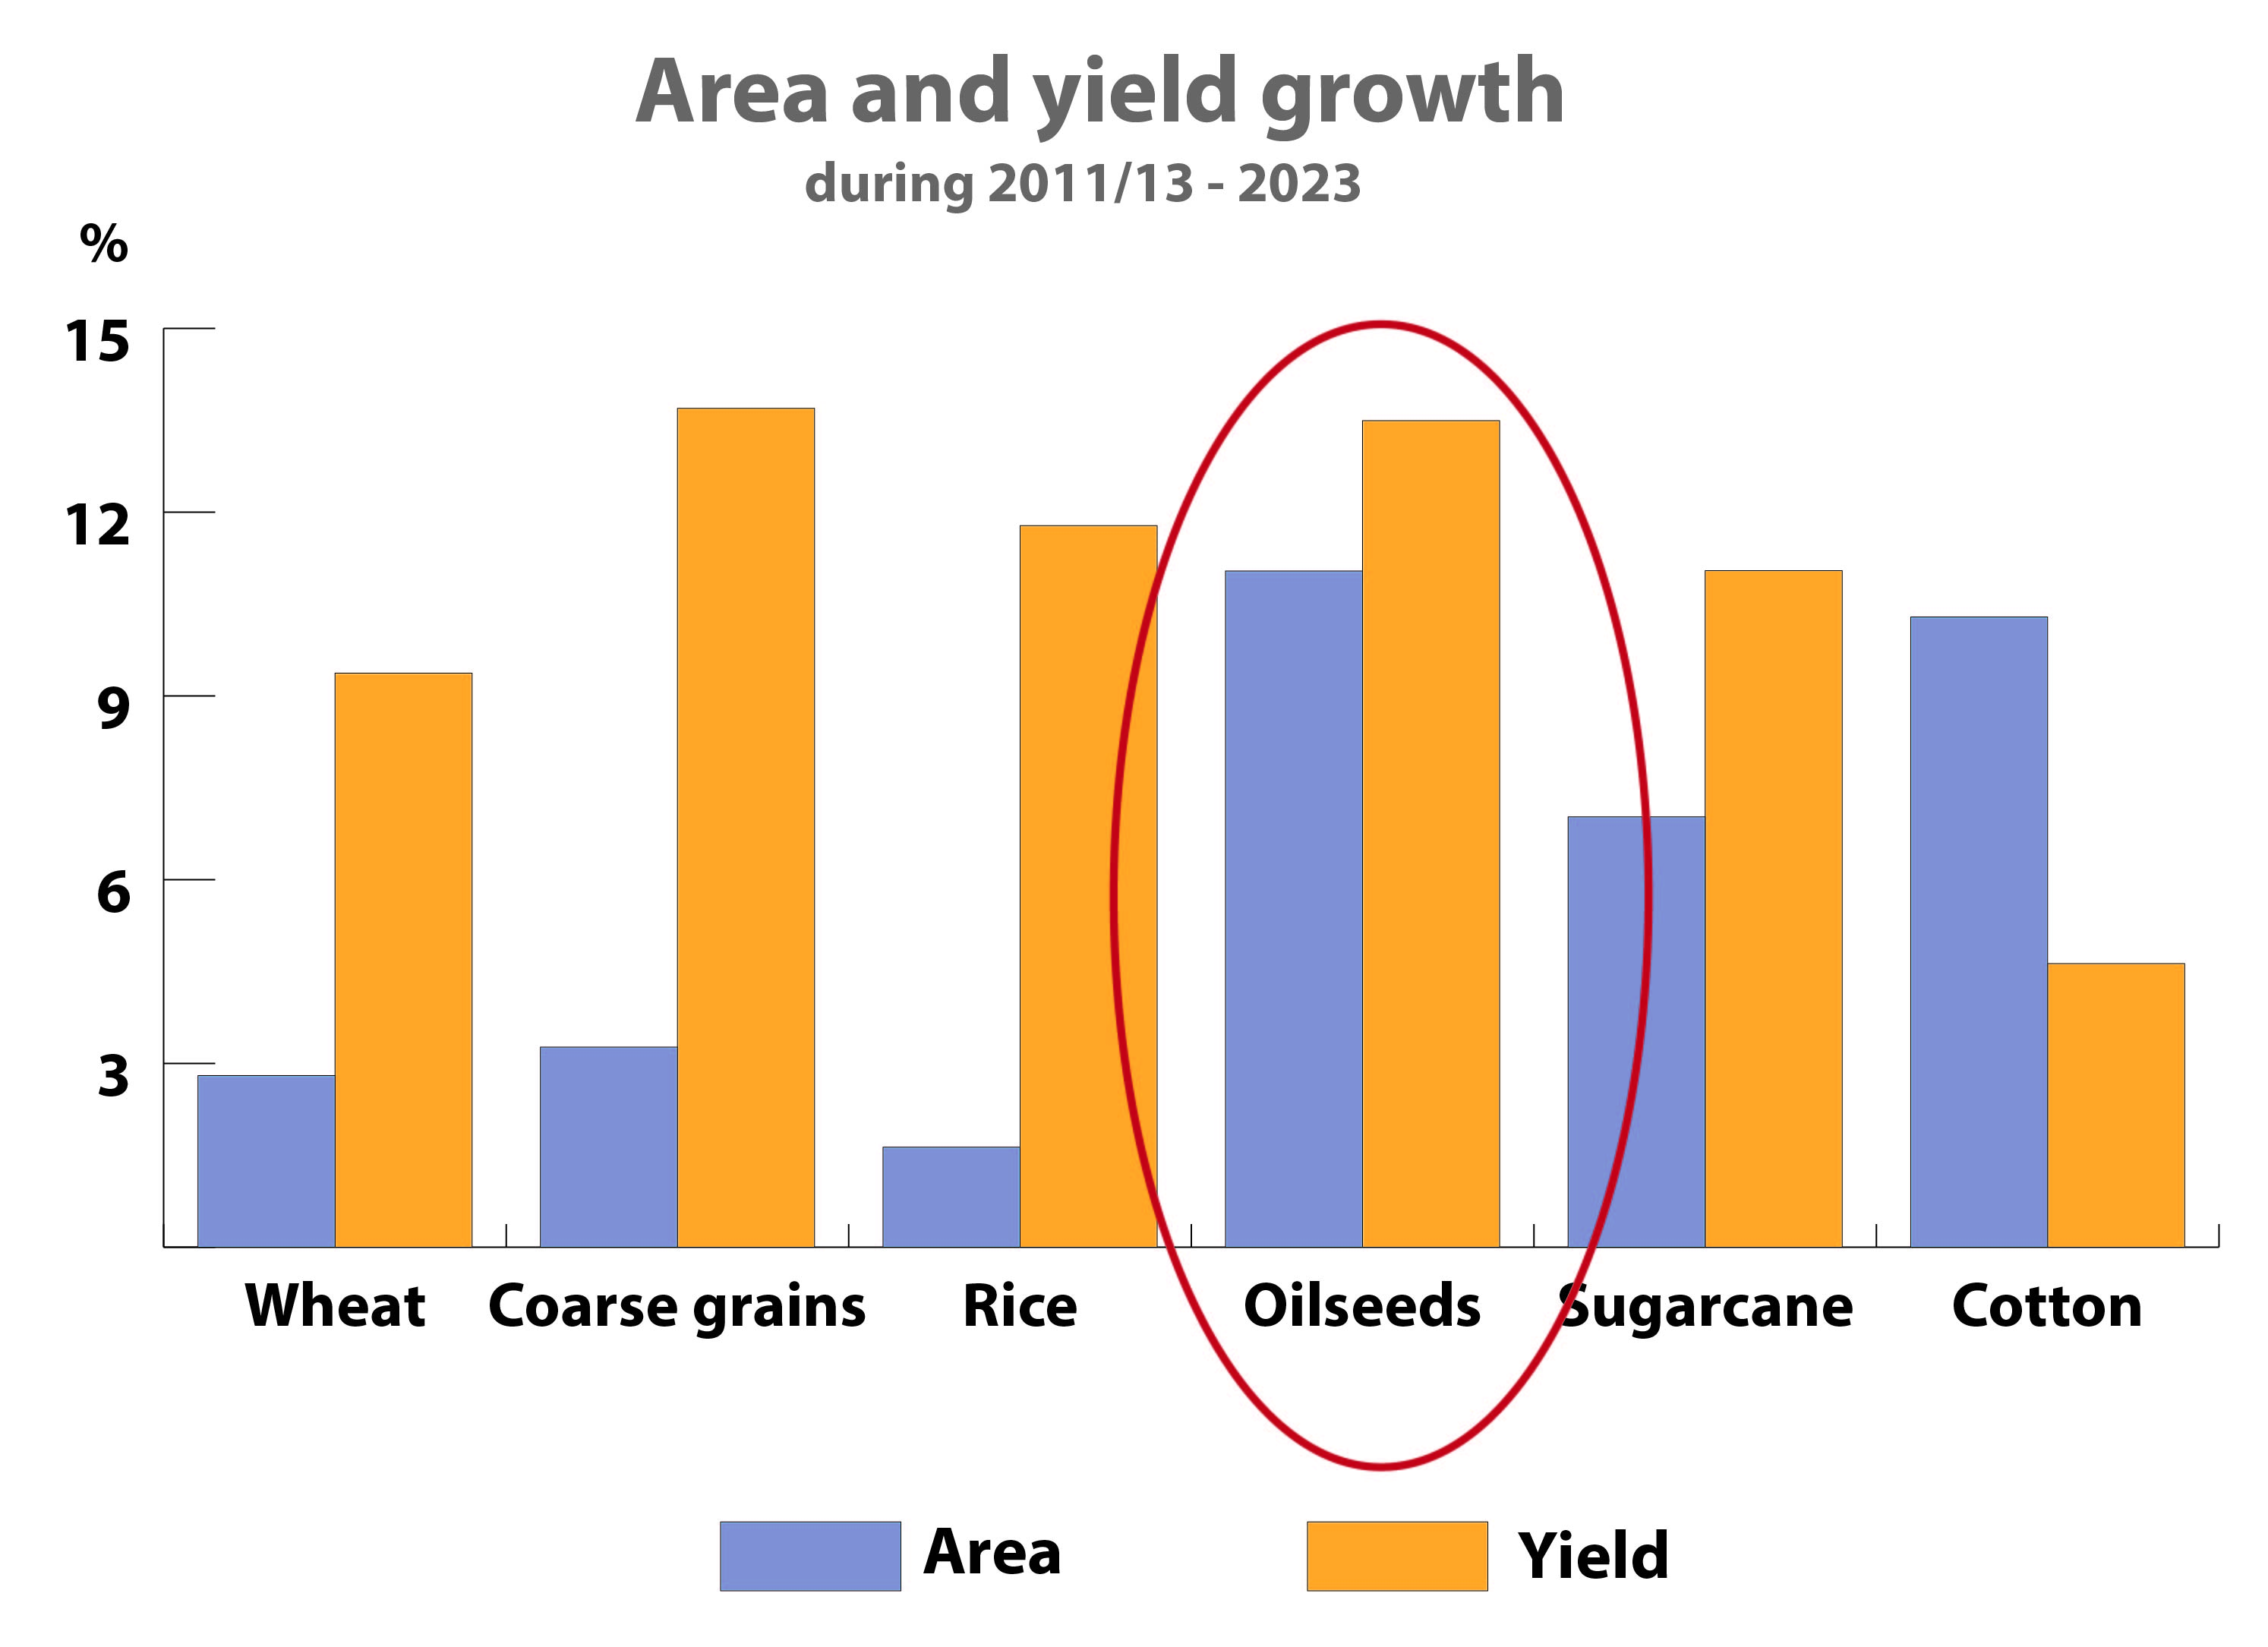 Area and yield growth
during 2011/13 - 2023
%
15
12
9
6
3
Wheat Coarse grains Rice Oilseeds Sugarcane Cotton
Area Yield